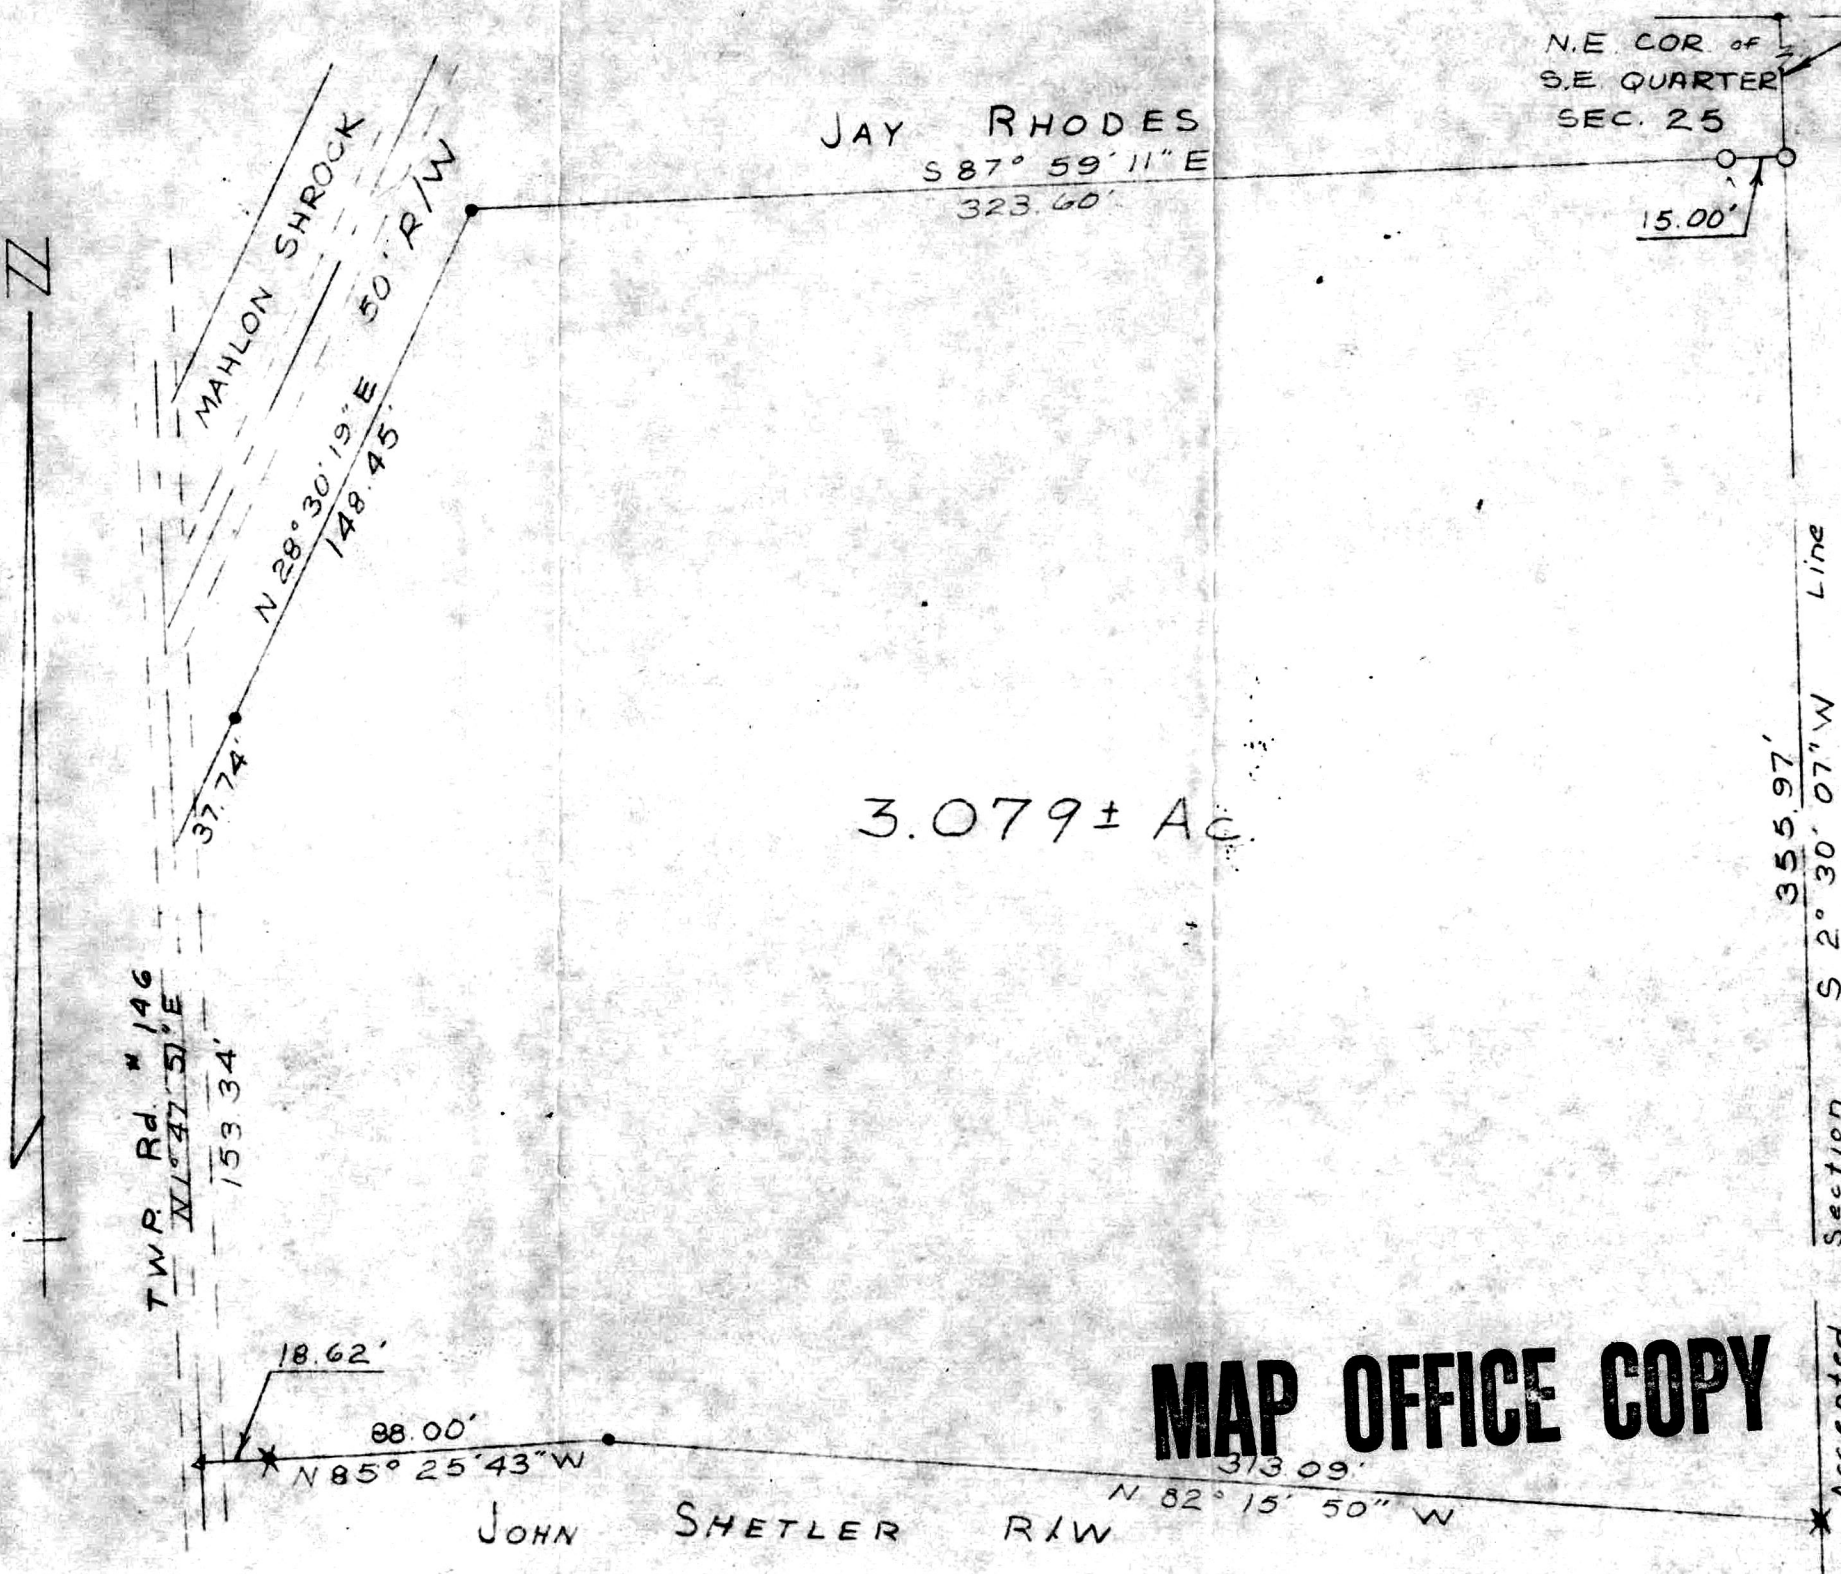 N.E. COR. of
S.E. QUARTER
SEC. 25
JAY RHODES
S 87° 59' 11" E
323.60'
15.00'
MAHLON SHROCK
50' R/W
N 28° 30' 19" E
148.45'
37.74'
3.079± Ac.
Line
355.97'
S 2° 30' 07" W
Section
TWP. Rd. # 146
N 1° 47' 51" E
153.34'
18.62'
88.00'
N 85° 25' 43" W
MAP OFFICE COPY
313.09'
N 82° 15' 50" W
JOHN SHETLER R/W